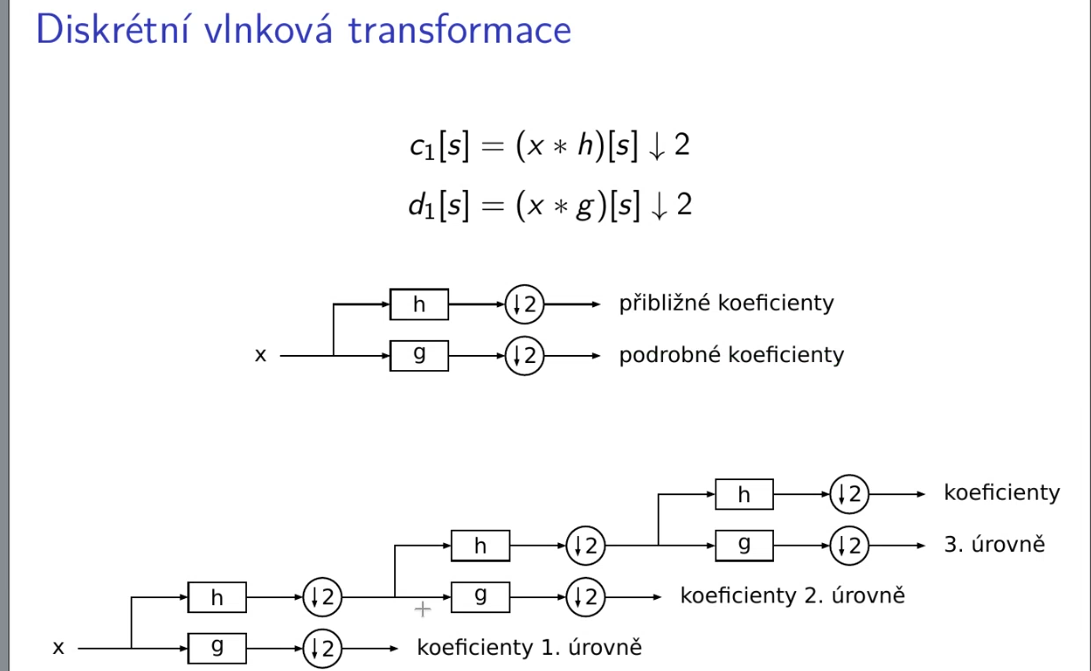 Diskrétní vlnková transformace
c₁[s] = (x ∗ h)[s] ↓ 2
d₁[s] = (x ∗ g)[s] ↓ 2
h ↓2 přibližné koeficienty
x g ↓2 podrobné koeficienty
h ↓2 koeficienty
h ↓2 g ↓2 3. úrovně
h ↓2 g ↓2 koeficienty 2. úrovně
x g ↓2 koeficienty 1. úrovně